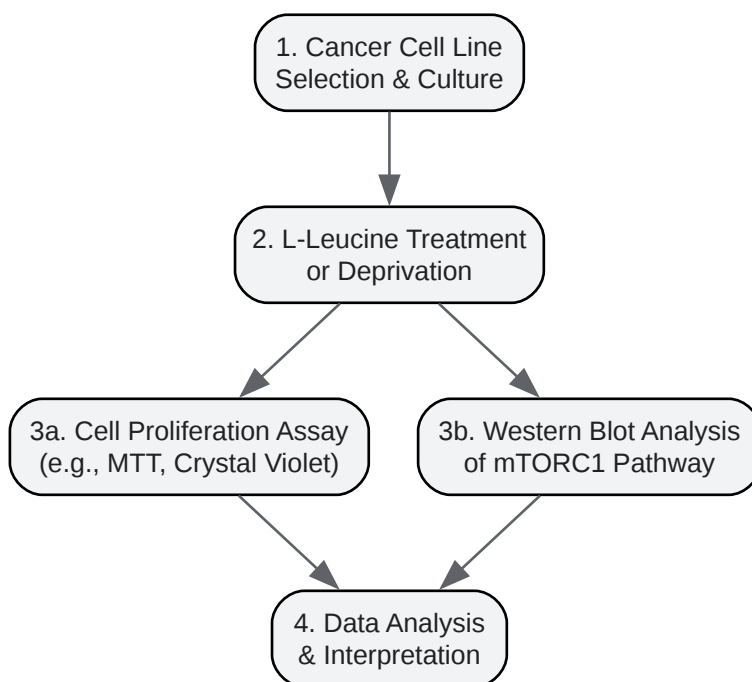 1. Cancer Cell Line
Selection & Culture
2. L-Leucine Treatment
or Deprivation
3a. Cell Proliferation Assay
(e.g., MTT, Crystal Violet)
3b. Western Blot Analysis
of mTORC1 Pathway
4. Data Analysis
& Interpretation